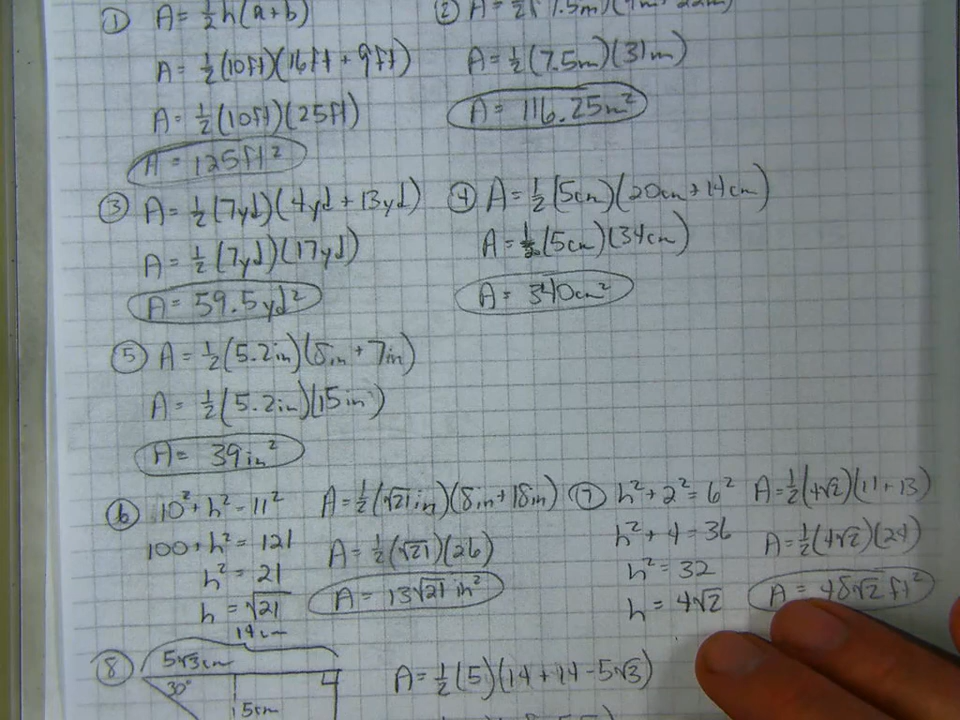 ① A = ½h(a+b)
A = ½(10ft)(16ft + 9ft)
A = ½(10ft)(25ft)
A = 125ft²
②
A = ½(7.5m)(31m)
A = 116.25m²
③ A = ½(7yd)(4yd + 13yd)
A = ½(7yd)(17yd)
A = 59.5yd²
④ A = ½(5cm)(20cm + 14cm)
A = ½(5cm)(34cm)
A = 340cm²
⑤ A = ½(5.2in)(8in + 7in)
A = ½(5.2in)(15in)
A = 39in²
⑥ 10² + h² = 11²
100 + h² = 121
h² = 21
h = √21
A = ½(√21in)(8in + 18in)
A = ½(√21)(26)
A = 13√21 in²
⑦ h² + 2² = 6²
h² + 4 = 36
h² = 32
h = 4√2
A = ½(4√2)(11 + 13)
A = ½(4√2)(24)
A = 48√2 ft²
⑧ 14cm
5√3cm
30°
5cm
A = ½(5)(14 + 14 - 5√3)